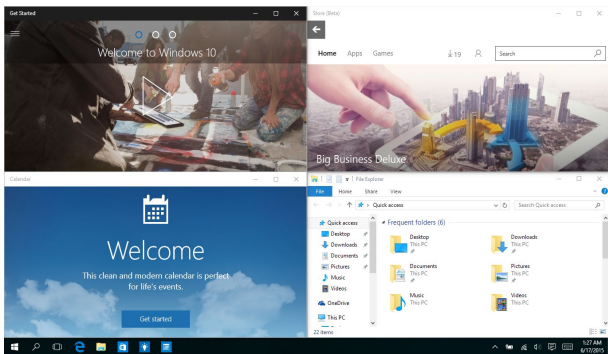 Get Started
Welcome to Windows 10
Store (Beta)
Home Apps Games 19 Search
Big Business Deluxe
Calendar
Welcome
This clean and modern calendar is perfect
for life's events.
Get started
File Explorer
File Home Share View
Quick access Search Quick access
Quick access
Desktop
Downloads
Documents
Pictures
Music
Videos
OneDrive
This PC
Frequent folders (6)
Desktop
This PC
Downloads
This PC
Documents
This PC
Pictures
This PC
Music
This PC
Videos
This PC
22 items
1:27 AM
6/17/2015